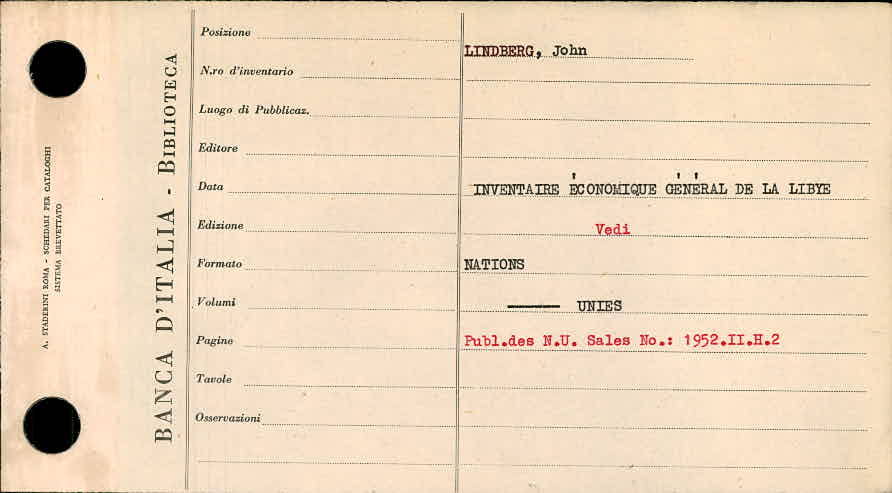 A. STADERINI ROMA - SCHEDARI PER CATALOGHI
SISTEMA BREVETTATO
BANCA D'ITALIA - BIBLIOTECA
Posizione
N.ro d'inventario
Luogo di Pubblicaz.
Editore
Data
Edizione
Formato
Volumi
Pagine
Tavole
Osservazioni
LINDBERG, John
INVENTAIRE ÉCONOMIQUE GÉNÉRAL DE LA LIBYE
Vedi
NATIONS
——— UNIES
Publ.des N.U. Sales No.: 1952.II.H.2